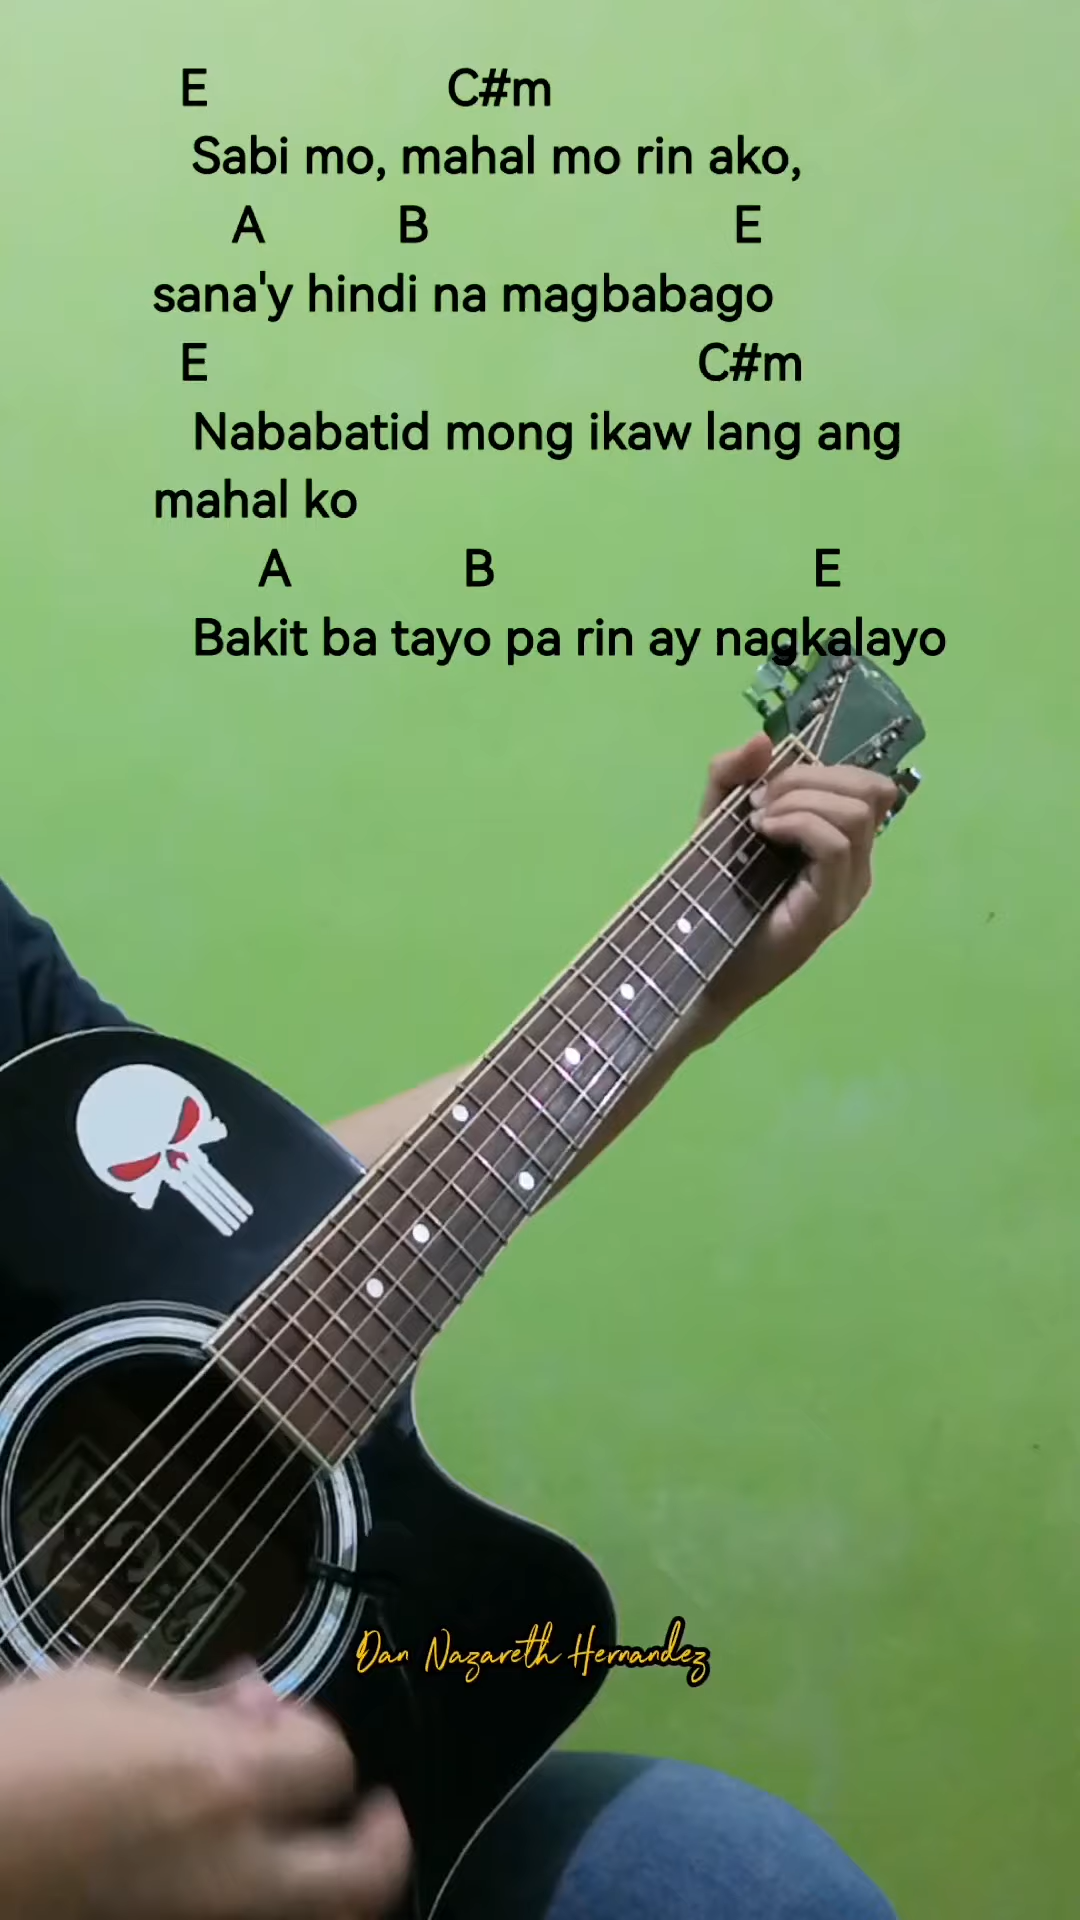 E C#m
Sabi mo, mahal mo rin ako,
A B E
sana'y hindi na magbabago
E C#m
Nababatid mong ikaw lang ang
mahal ko
A B E
Bakit ba tayo pa rin ay nagkalayo
Dan Nazareth Hernandez